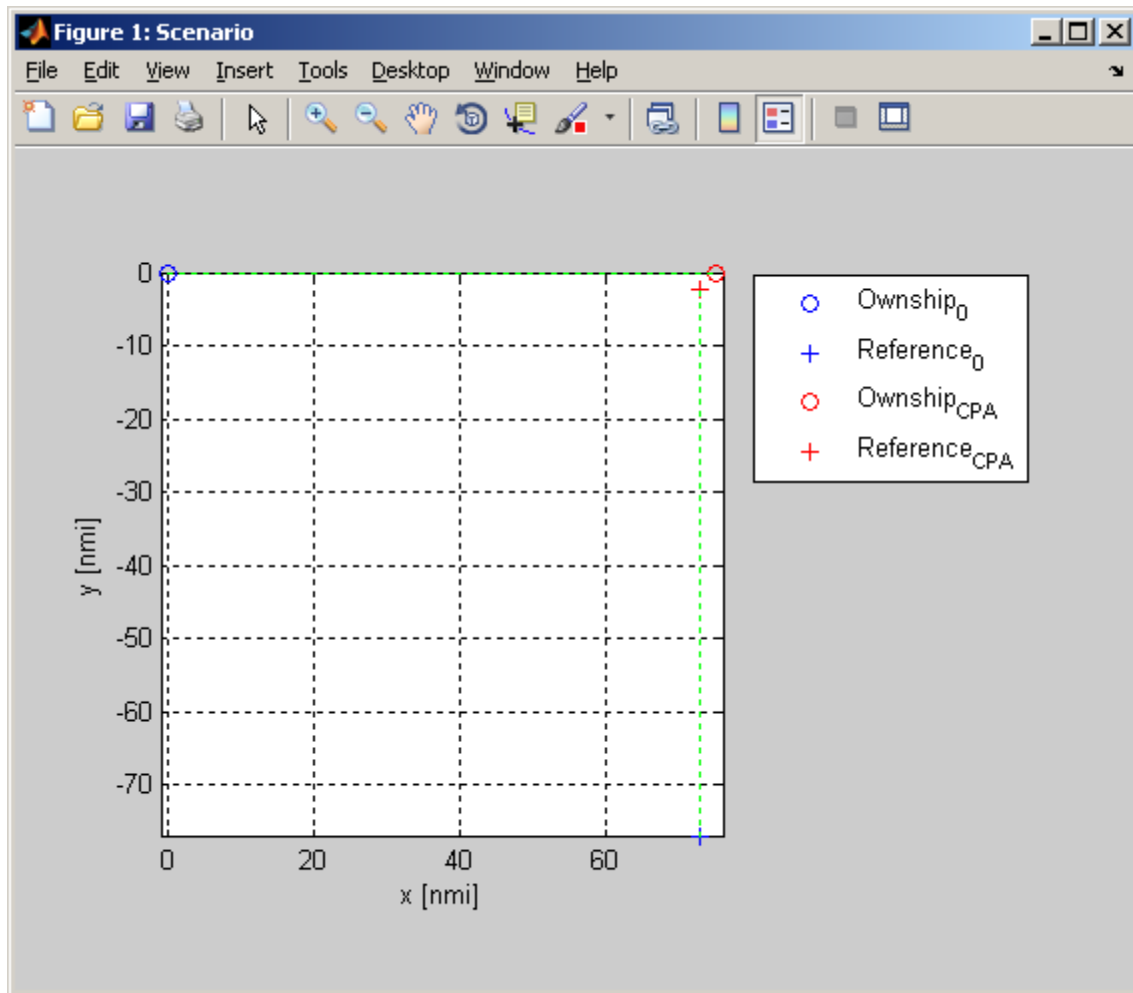 Figure 1: Scenario
File Edit View Insert Tools Desktop Window Help
0
-10
-20
-30
-40
-50
-60
-70
y [nmi]
0 20 40 60
x [nmi]
Ownship0
Reference0
OwnshipCPA
ReferenceCPA